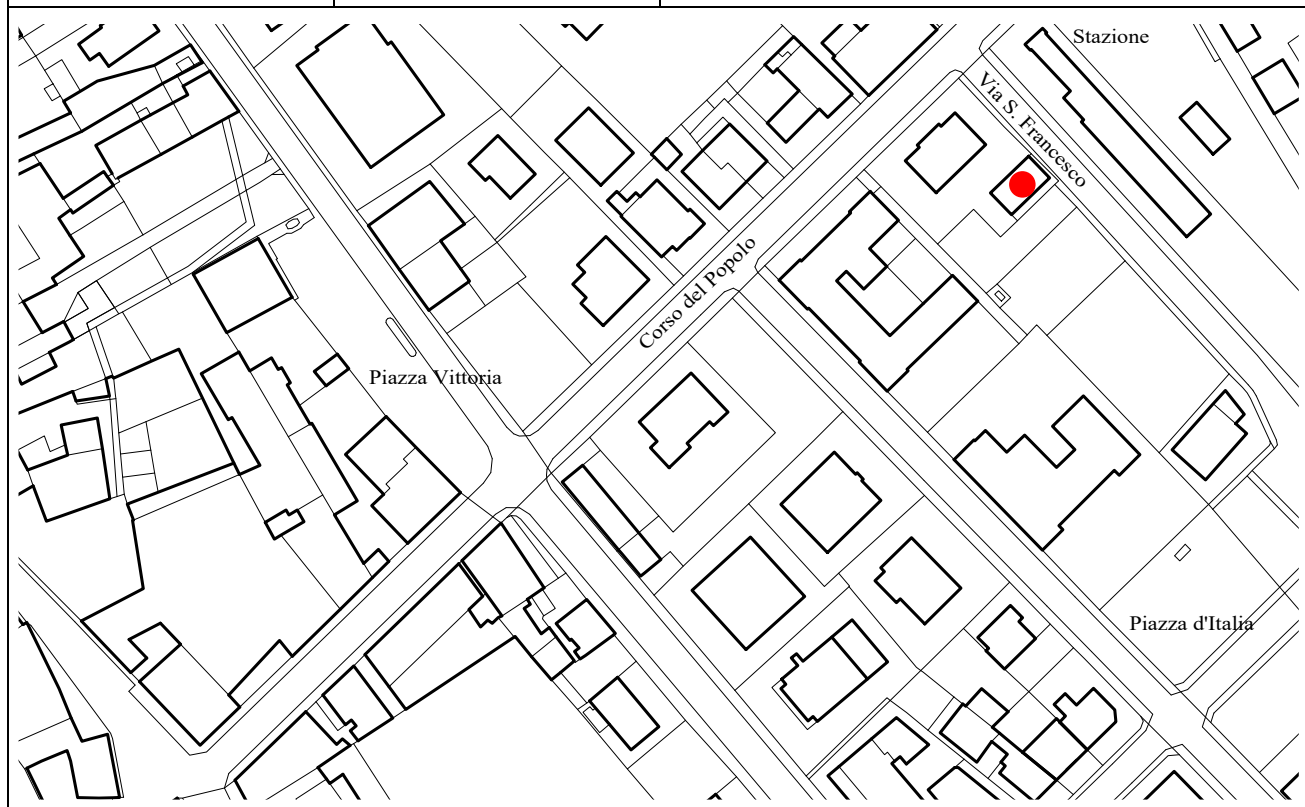 Stazione
Via S. Francesco
Corso del Popolo
Piazza Vittoria
Piazza d'Italia